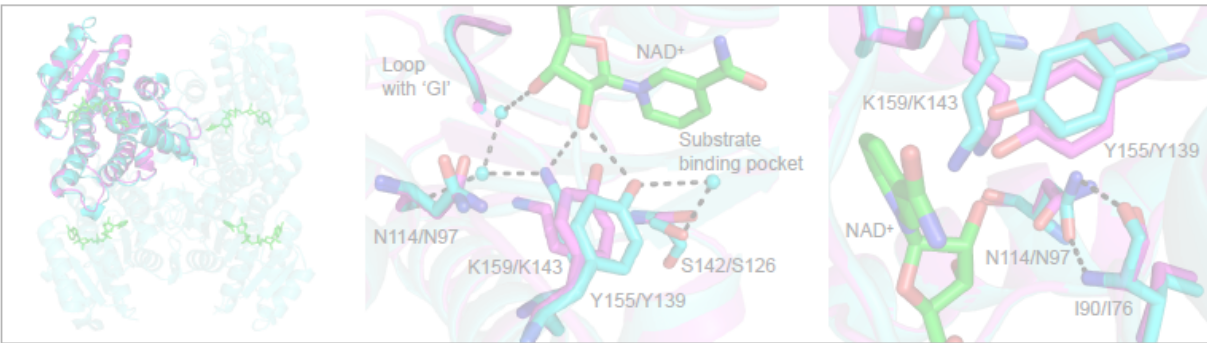 Loop
with 'GI'
NAD⁺
Substrate
binding pocket
N114/N97
K159/K143
S142/S126
Y155/Y139
K159/K143
Y155/Y139
NAD⁺
N114/N97
I90/I76